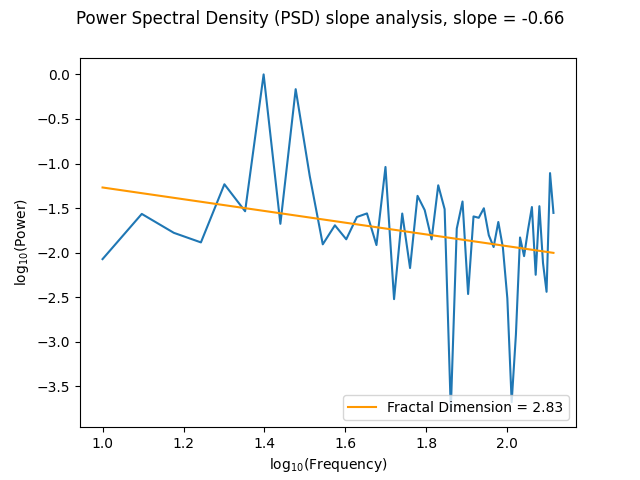 Power Spectral Density (PSD) slope analysis, slope = -0.66
log₁₀(Power)
0.0
−0.5
−1.0
−1.5
−2.0
−2.5
−3.0
−3.5
Fractal Dimension = 2.83
1.0 1.2 1.4 1.6 1.8 2.0
log₁₀(Frequency)